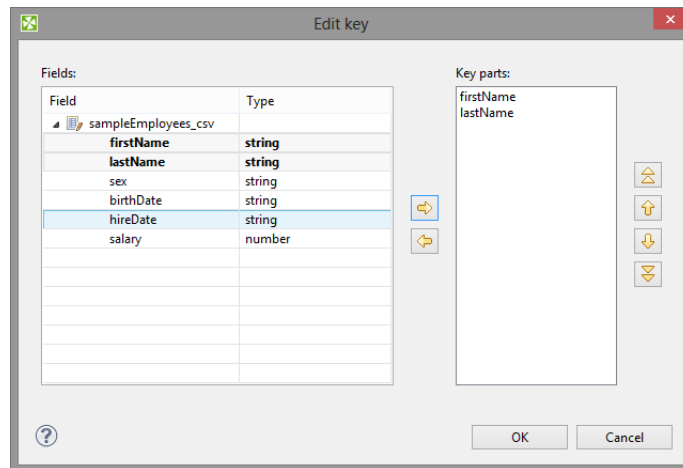 Edit key
Fields:
Key parts:
Field Type
sampleEmployees_csv
firstName string
lastName string
sex string
birthDate string
hireDate string
salary number
firstName
lastName
?
OK Cancel